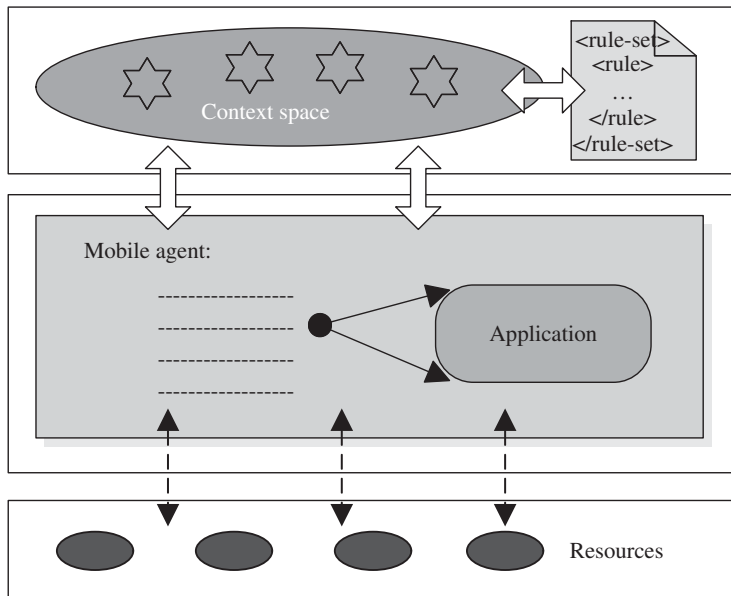 <rule-set>
<rule>
...
</rule>
</rule-set>
Context space
Mobile agent:
Application
Resources